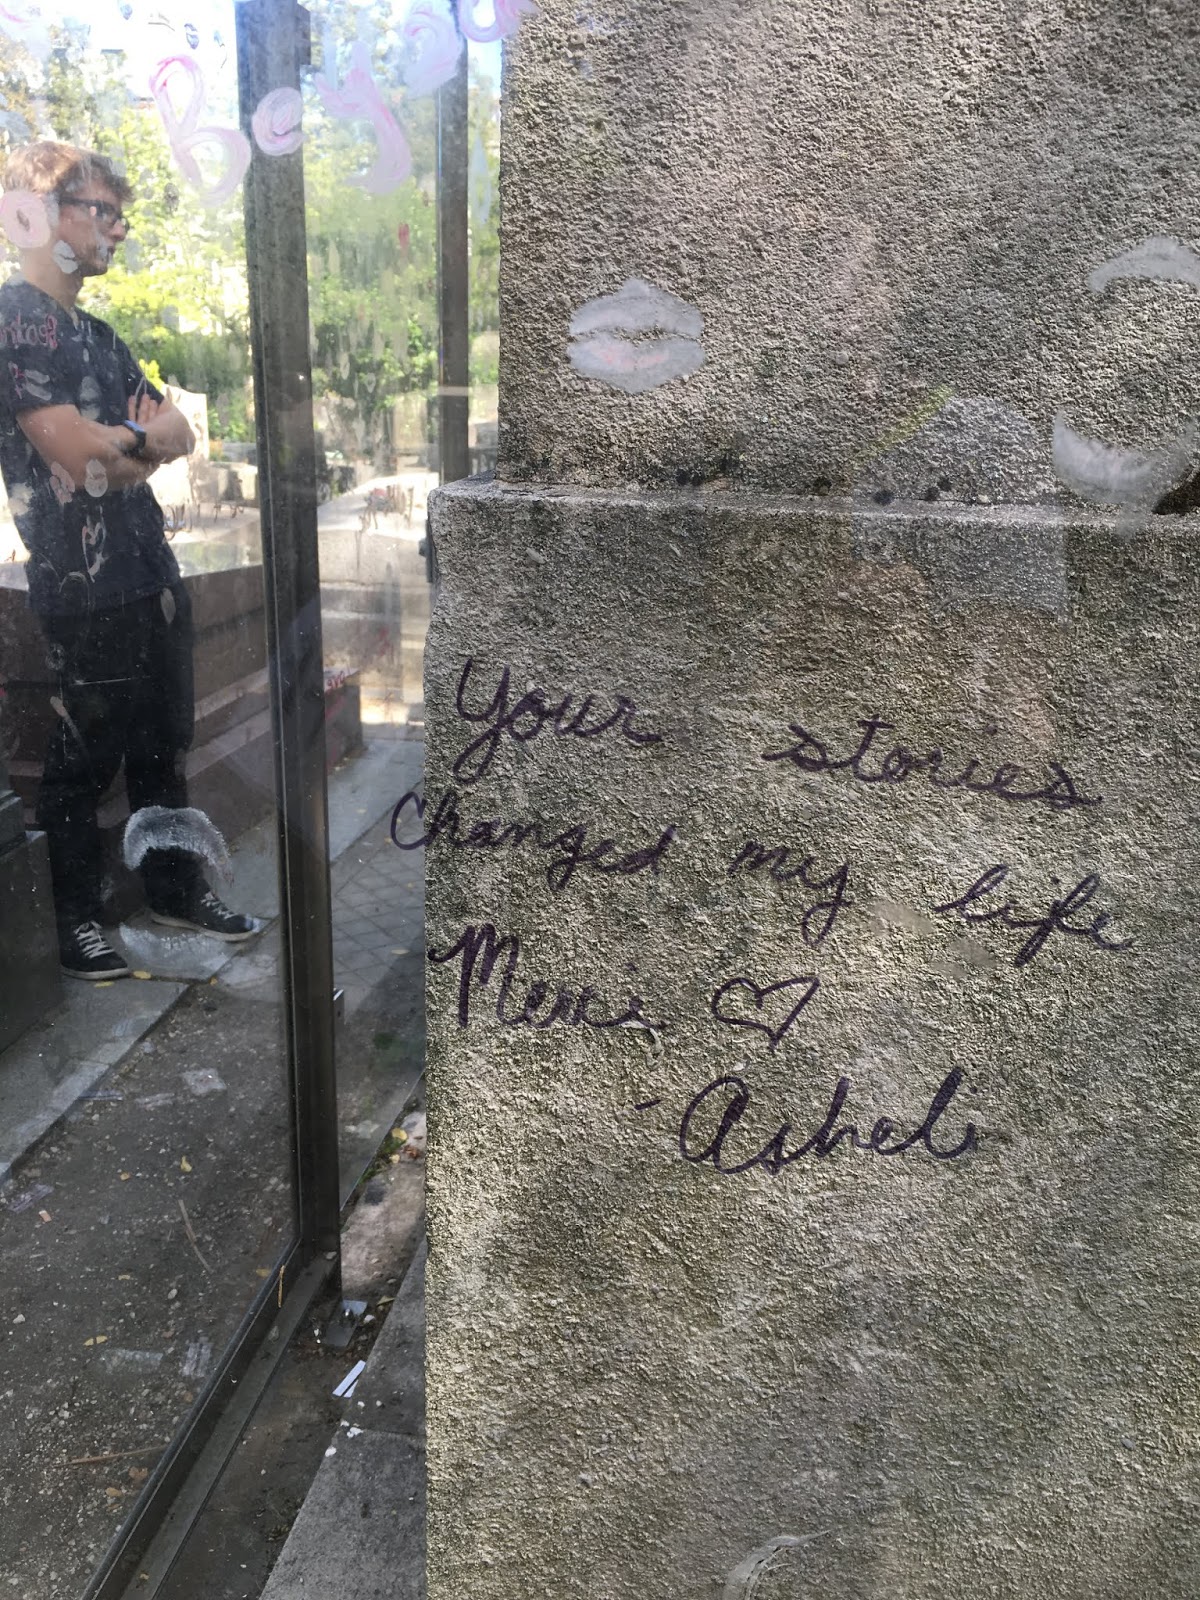 Your stories
Changed my life
Merci ♡
- Asheli